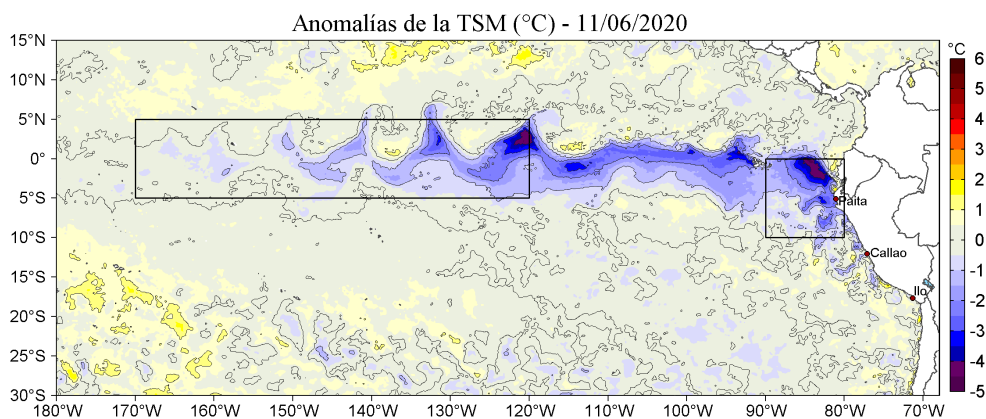 Anomalías de la TSM (°C) - 11/06/2020
°C
15°N
10°N
5°N
0°
5°S
10°S
15°S
20°S
25°S
30°S
180°W
170°W
160°W
150°W
140°W
130°W
120°W
110°W
100°W
90°W
80°W
70°W
Paita
Callao
Ilo
6
5
4
3
2
1
0
-1
-2
-3
-4
-5